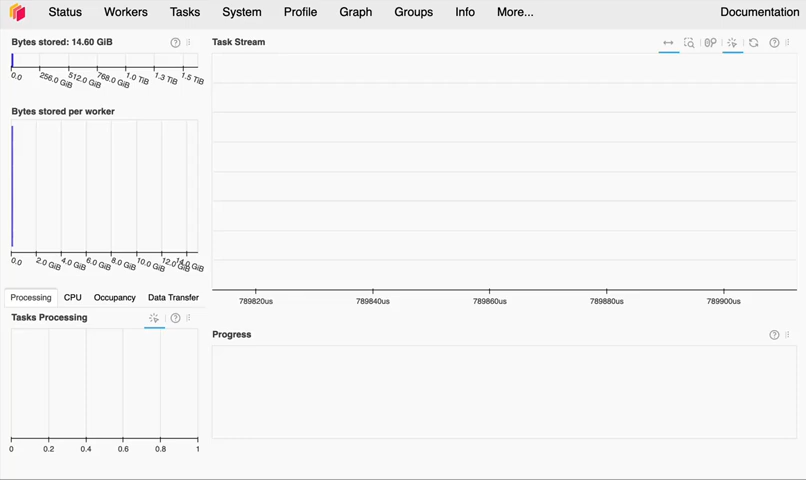 Status Workers Tasks System Profile Graph Groups Info More... Documentation
Bytes stored: 14.60 GiB
0.0 256.0 GiB 512.0 GiB 768.0 GiB 1.0 TiB 1.3 TiB 1.5 TiB
Bytes stored per worker
0.0 2.0 GiB 4.0 GiB 6.0 GiB 8.0 GiB 10.0 GiB 12.0 GiB 14.0 GiB
Processing CPU Occupancy Data Transfer
Tasks Processing
0 0.2 0.4 0.6 0.8 1
Task Stream
789820us 789840us 789860us 789880us 789900us
Progress